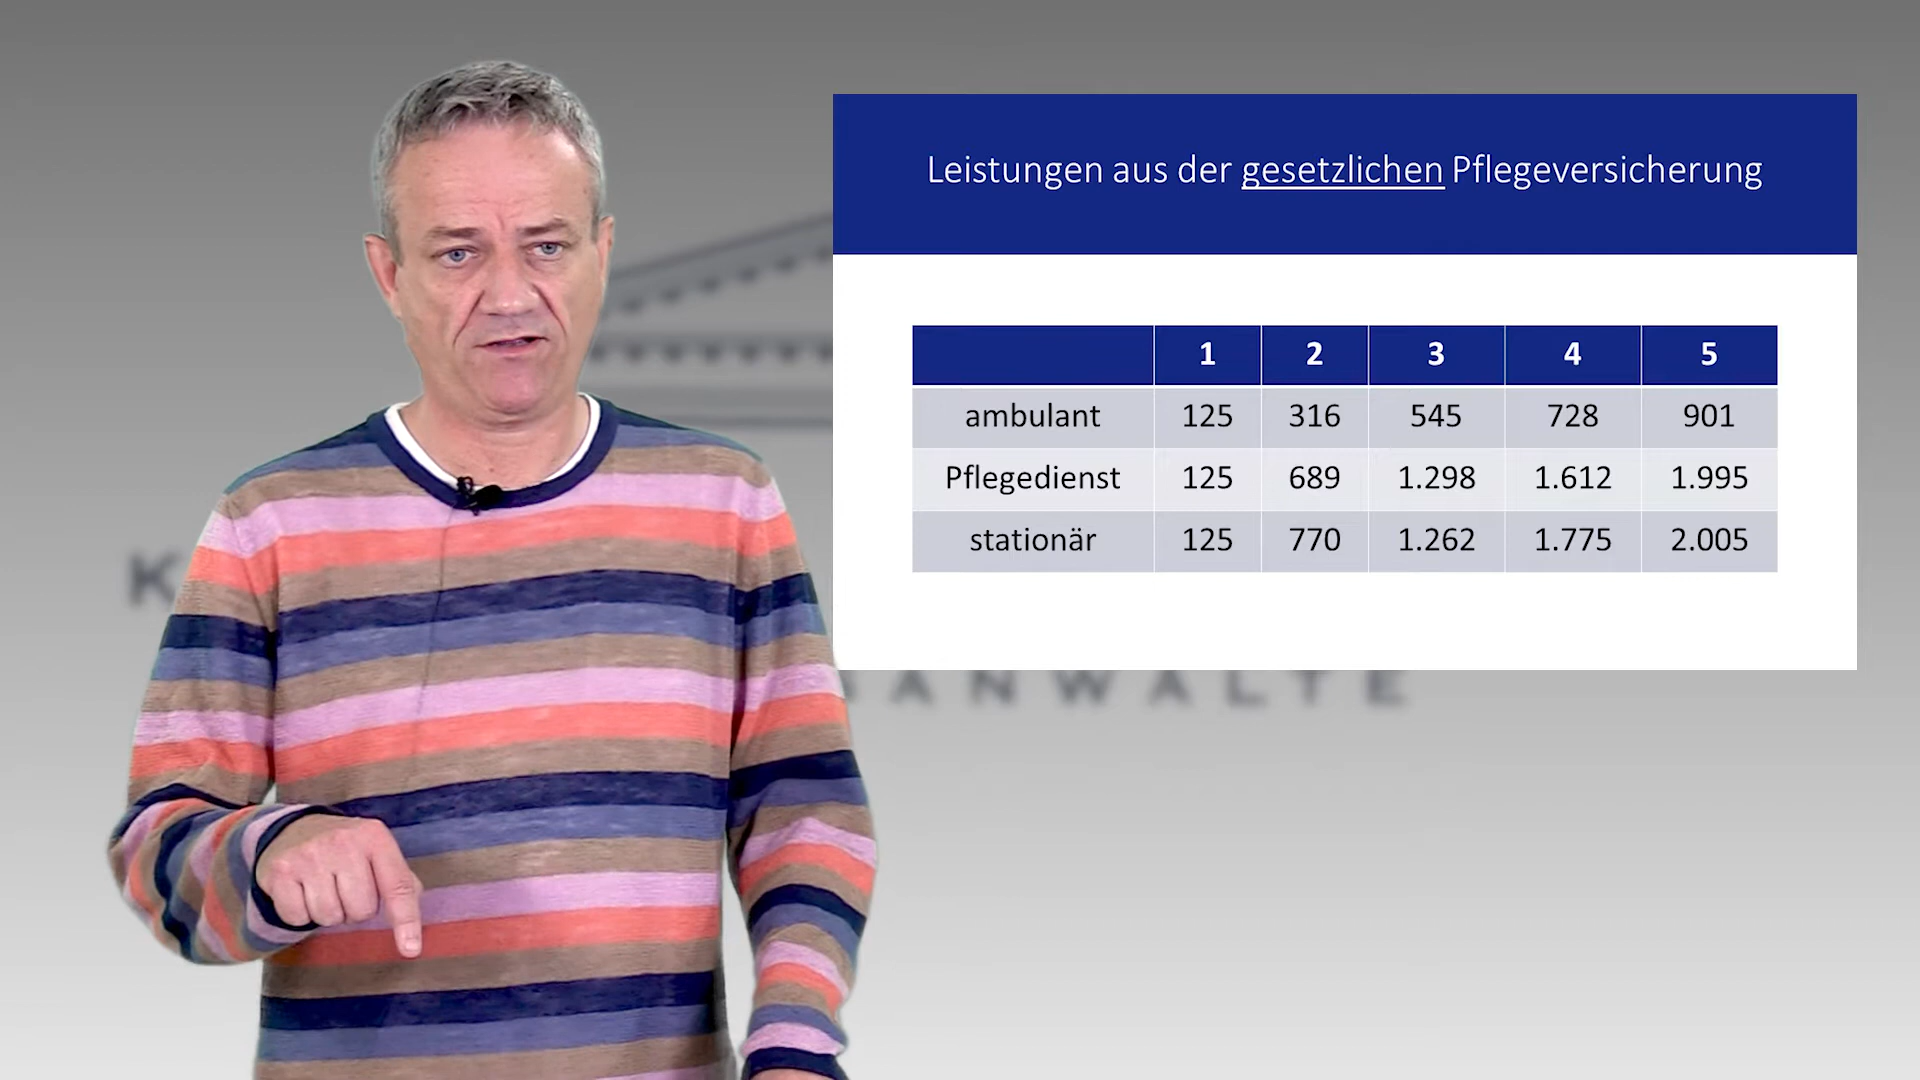 Leistungen aus der gesetzlichen Pflegeversicherung
1 2 3 4 5
ambulant 125 316 545 728 901
Pflegedienst 125 689 1.298 1.612 1.995
stationär 125 770 1.262 1.775 2.005
K
ANWÄLTE